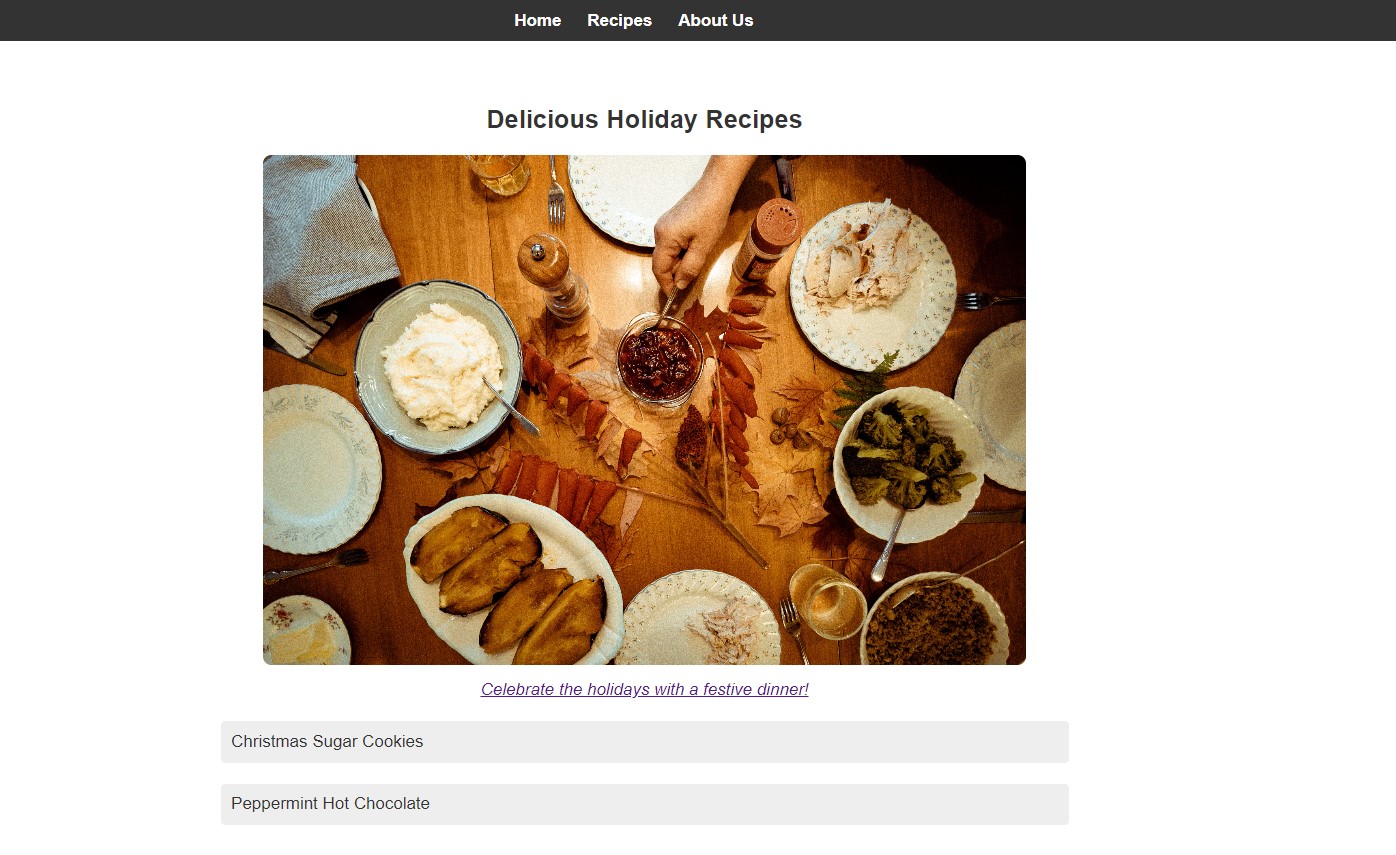 Home Recipes About Us
Delicious Holiday Recipes
Celebrate the holidays with a festive dinner!
Christmas Sugar Cookies
Peppermint Hot Chocolate